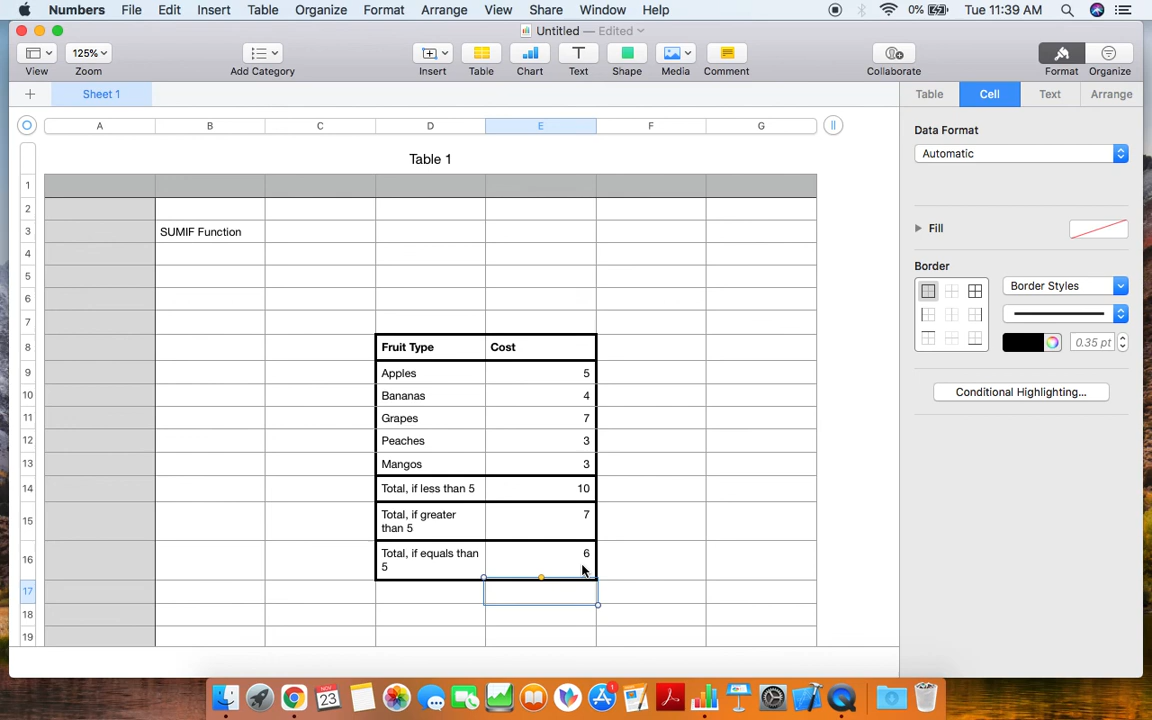 Numbers File Edit Insert Table Organize Format Arrange View Share Window Help 0% Tue 11:39 AM
Untitled — Edited
125%
View Zoom Add Category Insert Table Chart Text Shape Media Comment Collaborate Format Organize
+ Sheet 1 Table Cell Text Arrange
A B C D E F G
Data Format
Automatic
Table 1
1
2
3 SUMIF Function
4
5
6
7
8 Fruit Type Cost
9 Apples 5
10 Bananas 4
11 Grapes 7
12 Peaches 3
13 Mangos 3
14 Total, if less than 5 10
15 Total, if greater 7
than 5
16 Total, if equals than 6
5
17
18
19
Fill
Border
Border Styles
0.35 pt
Conditional Highlighting...
NOV
23
1